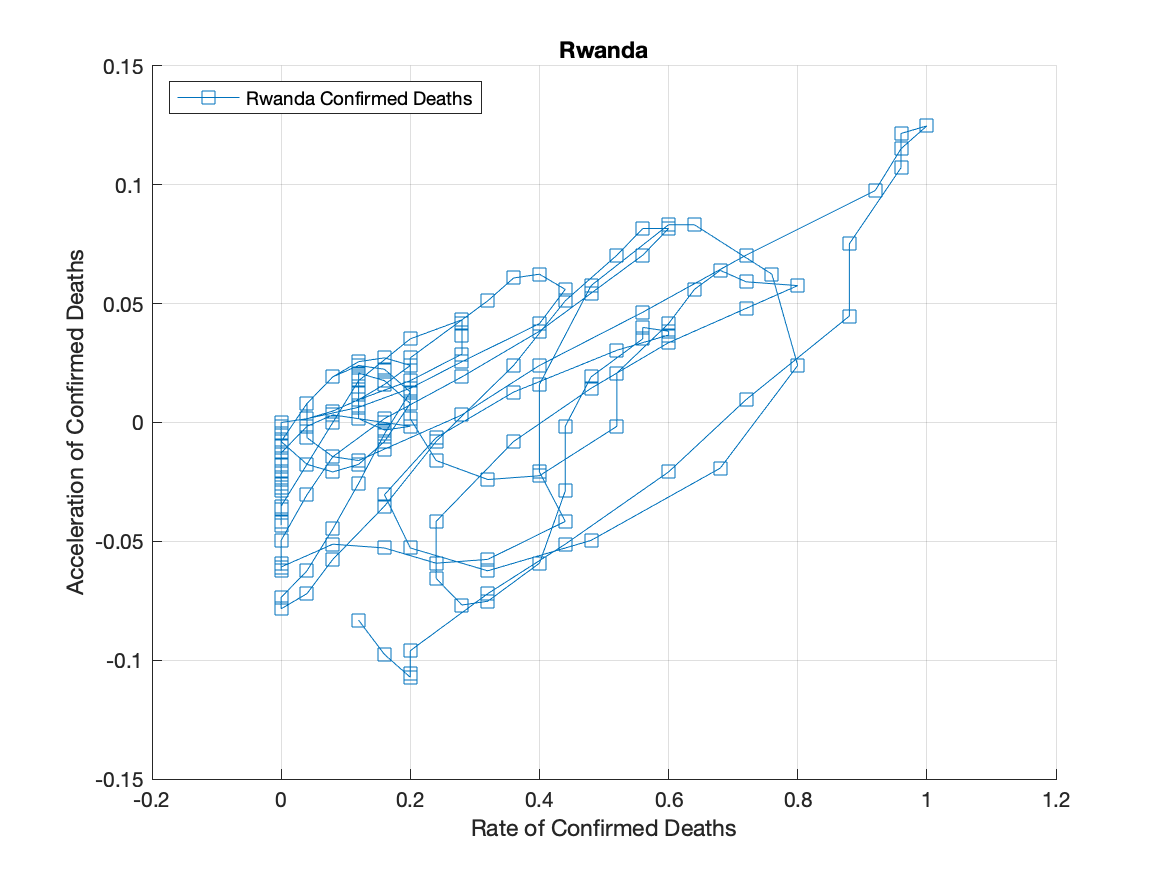 Rwanda
0.15
Rwanda Confirmed Deaths
0.1
0.05
0
-0.05
-0.1
-0.15
Acceleration of Confirmed Deaths
-0.2 0 0.2 0.4 0.6 0.8 1 1.2
Rate of Confirmed Deaths